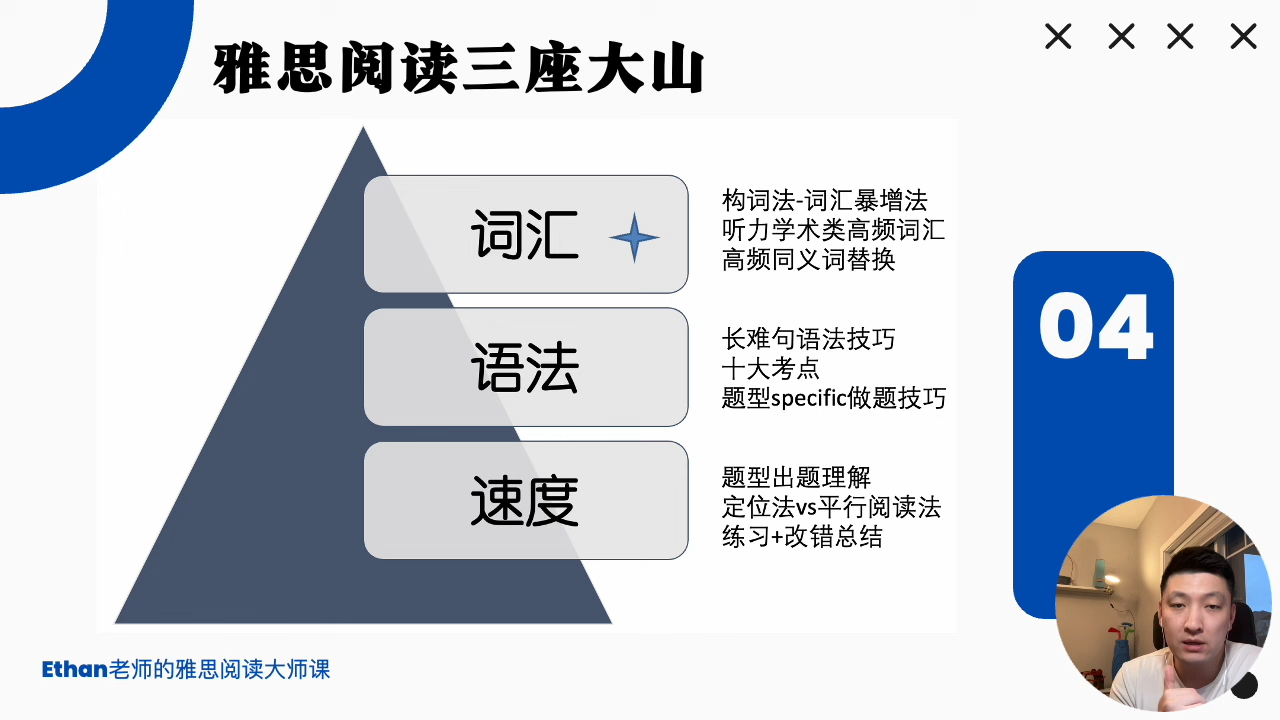 雅思阅读三座大山
词汇
构词法-词汇暴增法
听力学术类高频词汇
高频同义词替换
语法
长难句语法技巧
十大考点
题型specific做题技巧
速度
题型出题理解
定位法vs平行阅读法
练习+改错总结
04
Ethan老师的雅思阅读大师课